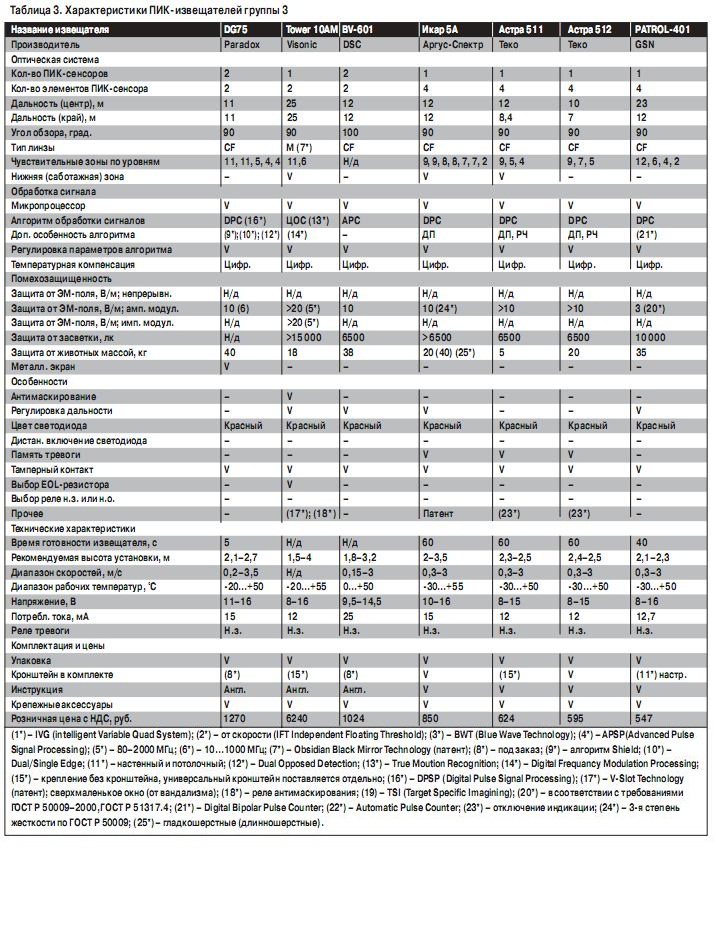 Таблица 3. Характеристики ПИК-извещателей группы 3
Название извещателя DG75 Tower 10AM BV-601 Икар 5А Астра 511 Астра 512 PATROL-401
Производитель Paradox Visonic DSC Аргус-Спектр Теко Теко GSN
Оптическая система
Кол-во ПИК-сенсоров 2 1 2 1 1 1 1
Кол-во элементов ПИК-сенсора 2 2 2 4 4 4 4
Дальность (центр), м 11 25 12 12 12 10 23
Дальность (край), м 11 25 12 12 8,4 7 12
Угол обзора, град. 90 90 100 90 90 90 90
Тип линзы CF М (7*) CF CF CF CF CF
Чувствительные зоны по уровням 11, 11, 5, 4, 4 11,6 Н/д 9, 9, 8, 8, 7, 7, 2 9, 5, 4 9, 7, 5 12, 6, 4, 2
Нижняя (саботажная) зона – V – V V – –
Обработка сигнала
Микропроцессор V V V V V V V
Алгоритм обработки сигналов DPC (16*) ЦОС (13*) APC DPC DPC DPC DPC
Доп. особенность алгоритма (9*);(10*); (12*) (14*) – ДП ДП, РЧ ДП, РЧ (21*)
Регулировка параметров алгоритма V V V V V V V
Температурная компенсация Цифр. Цифр. Цифр. Цифр. Цифр. Цифр. Цифр.
Помехозащищенность
Защита от ЭМ-поля, В/м; непрерывн. Н/д Н/д Н/д Н/д Н/д Н/д Н/д
Защита от ЭМ-поля, В/м; амп. модул. 10 (6) >20 (5*) 10 10 (24*) >10 >10 3 (20*)
Защита от ЭМ-поля, В/м; имп. модул. Н/д >20 (5*) Н/д Н/д Н/д Н/д Н/д
Защита от засветки, лк Н/д >15000 6500 >6500 6500 6500 10000
Защита от животных массой, кг 40 18 38 20 (40) (25*) 5 20 35
Металл. экран V – – – – – –
Особенности
Антимаскирование – V – – – – –
Регулировка дальности – V V V – – V
Цвет светодиода Красный Красный Красный Красный Красный Красный Красный
Дистан. включение светодиода – – – – – – –
Память тревоги – – – V V V –
Тамперный контакт V V V V V V V
Выбор EOL-резистора – V – – – – –
Выбор реле н.з. или н.о. – – – – – – –
Прочее – (17*); (18*) – Патент (23*) (23*) –
Технические характеристики
Время готовности извещателя, с 5 Н/д Н/д 60 60 60 40
Рекомендуемая высота установки, м 2,1–2,7 1,5–4 1,8–3,2 2–3,5 2,3–2,5 2,4–2,5 2,1–2,3
Диапазон скоростей, м/с 0,2–3,5 Н/д 0,15–3 0,3–3 0,3–3 0,3–3 0,3–3
Диапазон рабочих температур, °С -20...+50 -20...+55 0...+50 -30...+55 -30...+50 -30...+50 -30...+50
Напряжение, В 11–16 8–16 9,5–14,5 10–16 8–15 8–15 8–16
Потребл. тока, мА 15 12 25 15 12 12 12,7
Реле тревоги Н.з. Н.з. Н.з. Н.з. Н.з. Н.з. Н.з.
Комплектация и цены
Упаковка V V V V V V V
Кронштейн в комплекте (8*) (15*) (8*) V (15*) V (11*) настр.
Инструкция Англ. Англ. Англ. V V V V
Крепежные аксессуары V V V V V V V
Розничная цена с НДС, руб. 1270 6240 1024 850 624 595 547
(1*) – IVG (intelligent Variable Quad System); (2*) – от скорости (IFT Independent Floating Threshold); (3*) – BWT (Blue Wave Technology); (4*) – APSP(Advanced Pulse
Signal Processing); (5*) – 80–2000 МГц; (6*) – 10...1000 МГц; (7*) – Obsidian Black Mirror Technology (патент); (8*) – под заказ; (9*) – алгоритм Shield; (10*) –
Dual/Single Edge; (11*) – настенный и потолочный; (12*) – Dual Opposed Detection; (13*) – True Moution Recognition; (14*) – Digital Frequancy Modulation Processing;
(15*) – крепление без кронштейна, универсальный кронштейн поставляется отдельно; (16*) – DPSP (Digital Pulse Signal Processing); (17*) – V-Slot Technology
(патент); сверхмаленькое окно (от вандализма); (18*) – реле антимаскирования; (19) – TSI (Target Specific Imagining); (20*) – в соответствии с требованиями
ГОСТ Р 50009–2000,ГОСТ Р 51317.4; (21*) – Digital Bipolar Pulse Counter; (22*) – Automatic Pulse Counter; (23*) – отключение индикации; (24*) – 3-я степень
жесткости по ГОСТ Р 50009; (25*) – гладкошерстные (длинношерстные).